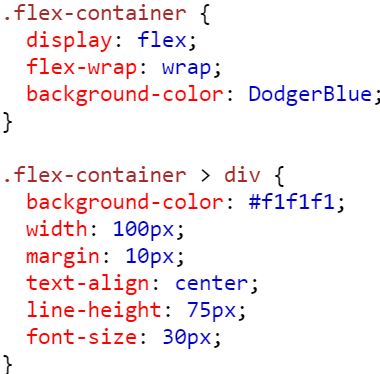 .flex-container {
  display: flex;
  flex-wrap: wrap;
  background-color: DodgerBlue;
}

.flex-container > div {
  background-color: #f1f1f1;
  width: 100px;
  margin: 10px;
  text-align: center;
  line-height: 75px;
  font-size: 30px;
}